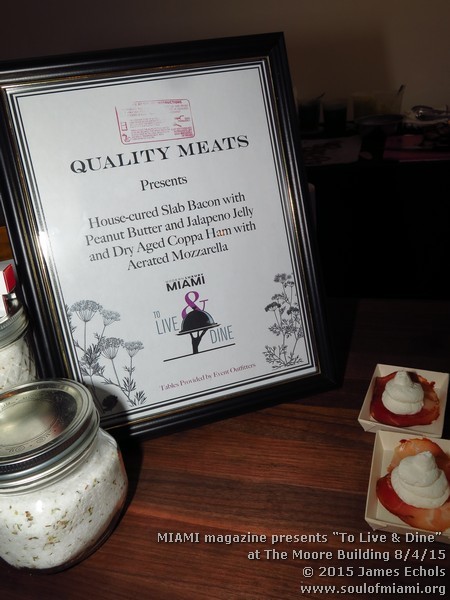 QUALITY MEATS
Presents
House-cured Slab Bacon with
Peanut Butter and Jalapeno Jelly
and Dry Aged Coppa Ham with
Aerated Mozzarella
MIAMI
&
TO
LIVE
DINE
Tables Provided by Event Outfitters
MIAMI magazine presents "To Live & Dine"
at The Moore Building 8/4/15
© 2015 James Echols
www.soulofmiami.org